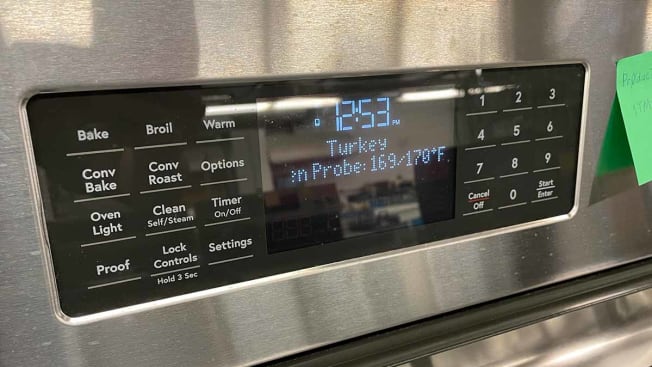 Bake Broil Warm
Conv Bake Conv Roast Options
Oven Light Clean Self/Steam Timer On/Off
Proof Lock Controls Hold 3 Sec Settings
12:53 PM
Turkey
n Probe: 169/170°F
1 2 3
4 5 6
7 8 9
Cancel Off 0 Start Enter